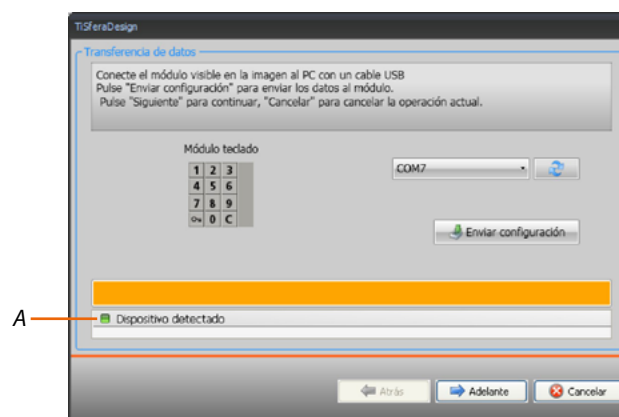 TiSferaDesign
Transferencia de datos
Conecte el módulo visible en la imagen al PC con un cable USB
Pulse "Enviar configuración" para enviar los datos al módulo.
Pulse "Siguiente" para continuar, "Cancelar" para cancelar la operación actual.
Módulo teclado
1 2 3
4 5 6
7 8 9
0 C
COM7
Enviar configuración
A
Dispositivo detectado
Atrás
Adelante
Cancelar